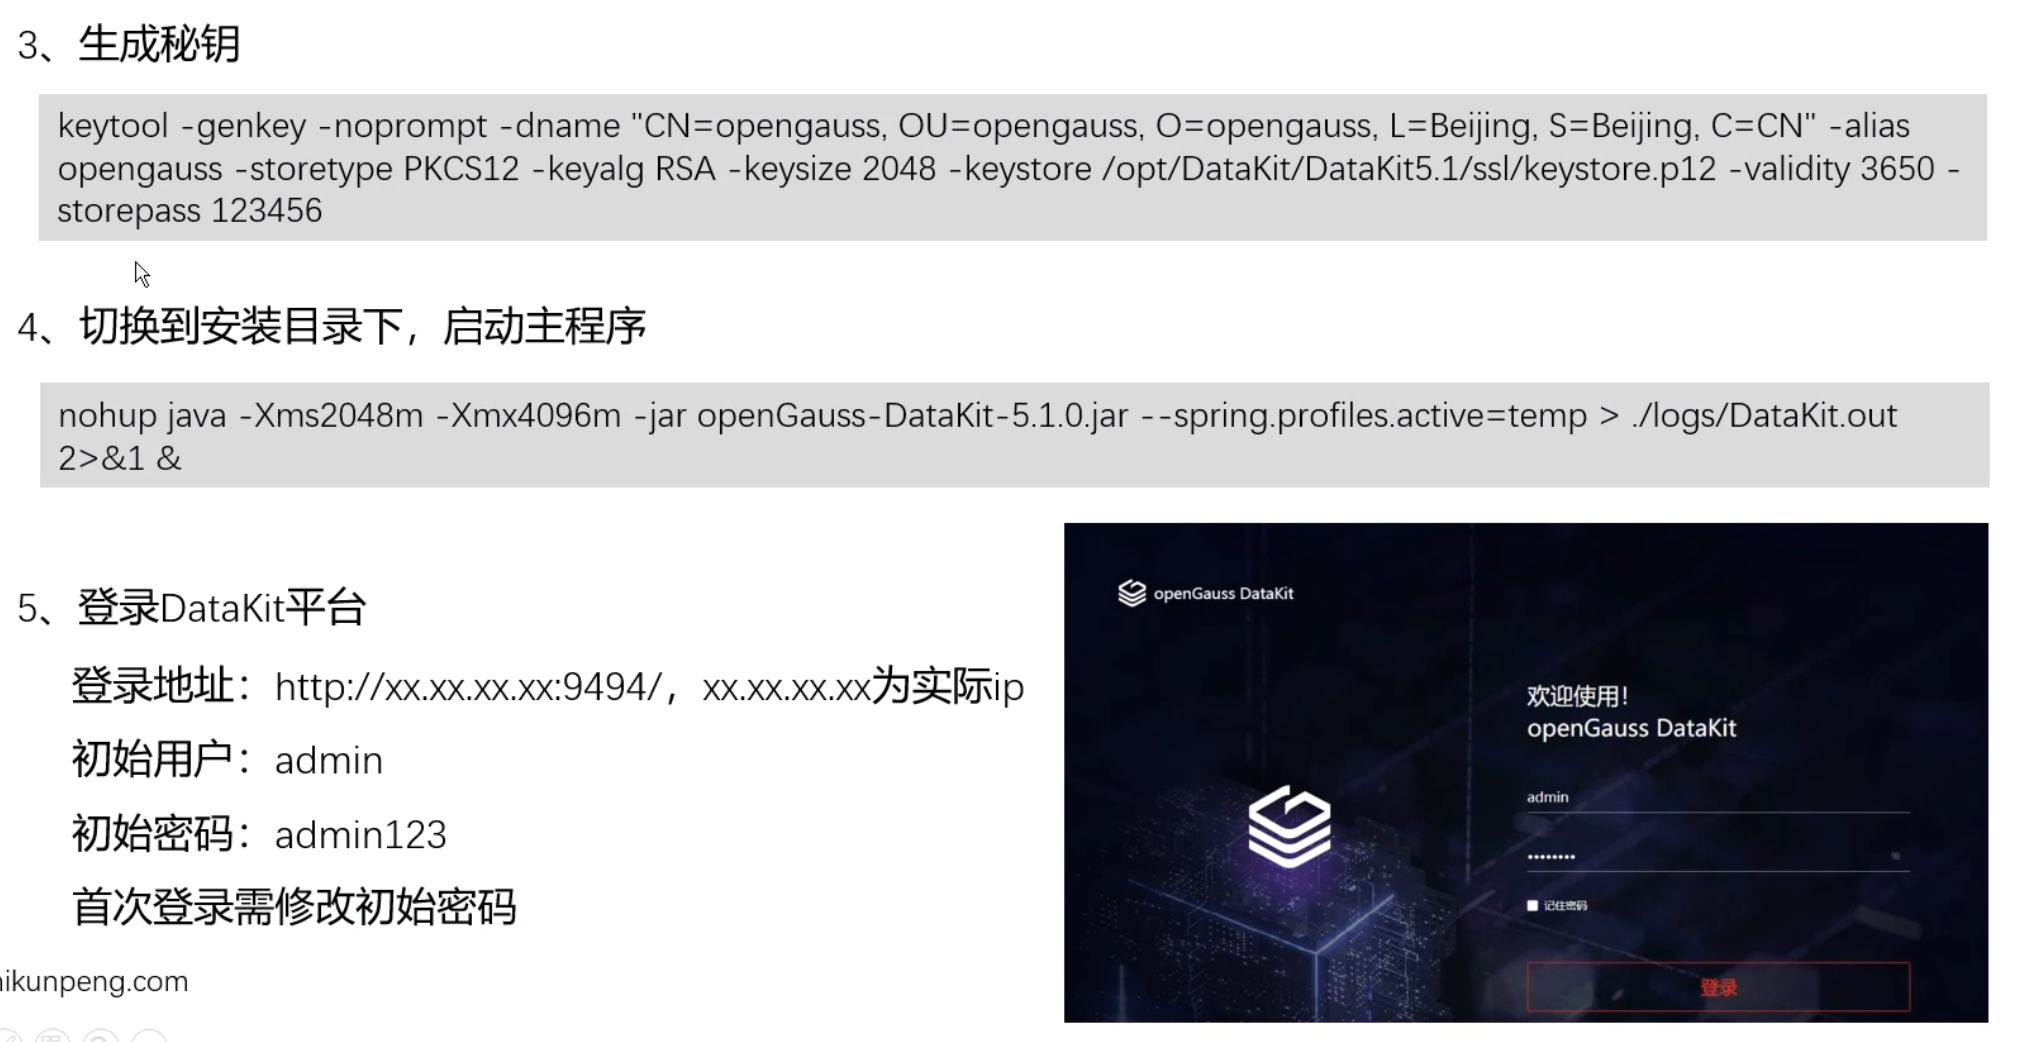 3、生成秘钥
keytool -genkey -noprompt -dname "CN=opengauss, OU=opengauss, O=opengauss, L=Beijing, S=Beijing, C=CN" -alias
opengauss -storetype PKCS12 -keyalg RSA -keysize 2048 -keystore /opt/DataKit/DataKit5.1/ssl/keystore.p12 -validity 3650 -
storepass 123456
4、切换到安装目录下，启动主程序
nohup java -Xms2048m -Xmx4096m -jar openGauss-DataKit-5.1.0.jar --spring.profiles.active=temp > ./logs/DataKit.out
2>&1 &
5、登录DataKit平台
登录地址：http://xx.xx.xx.xx:9494/，xx.xx.xx.xx为实际ip
初始用户：admin
初始密码：admin123
首次登录需修改初始密码
ikunpeng.com
openGauss DataKit
欢迎使用！
openGauss DataKit
admin
••••••••
记住密码
登录